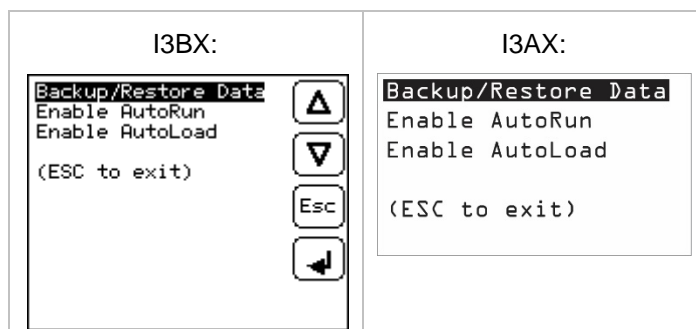 I3BX:
Backup/Restore Data
Enable AutoRun
Enable AutoLoad
(ESC to exit)
Esc
I3AX:
Backup/Restore Data
Enable AutoRun
Enable AutoLoad
(ESC to exit)